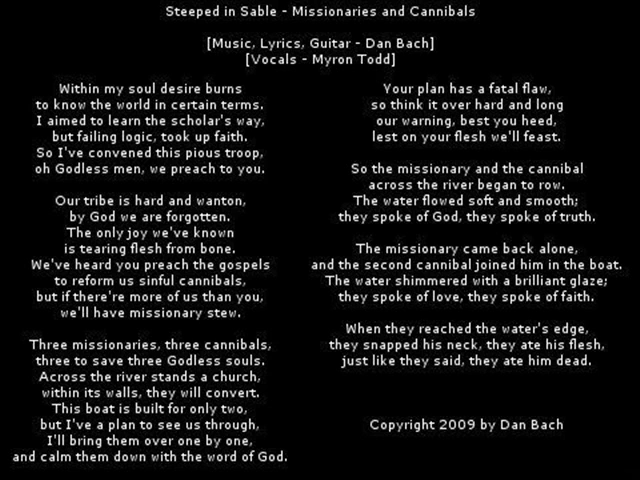 Steeped in Sable - Missionaries and Cannibals
[Music, Lyrics, Guitar - Dan Bach]
[Vocals - Myron Todd]
Within my soul desire burns
to know the world in certain terms.
I aimed to learn the scholar's way,
but failing logic, took up faith.
So I've convened this pious troop,
oh Godless men, we preach to you.
Our tribe is hard and wanton,
by God we are forgotten.
The only joy we've known
is tearing flesh from bone.
We've heard you preach the gospels
to reform us sinful cannibals,
but if there're more of us than you,
we'll have missionary stew.
Three missionaries, three cannibals,
three to save three Godless souls.
Across the river stands a church,
within its walls, they will convert.
This boat is built for only two,
but I've a plan to see us through,
I'll bring them over one by one,
and calm them down with the word of God.
Your plan has a fatal flaw,
so think it over hard and long
our warning, best you heed,
lest on your flesh we'll feast.
So the missionary and the cannibal
across the river began to row.
The water flowed soft and smooth;
they spoke of God, they spoke of truth.
The missionary came back alone,
and the second cannibal joined him in the boat.
The water shimmered with a brilliant glaze;
they spoke of love, they spoke of faith.
When they reached the water's edge,
they snapped his neck, they ate his flesh,
just like they said, they ate him dead.
Copyright 2009 by Dan Bach